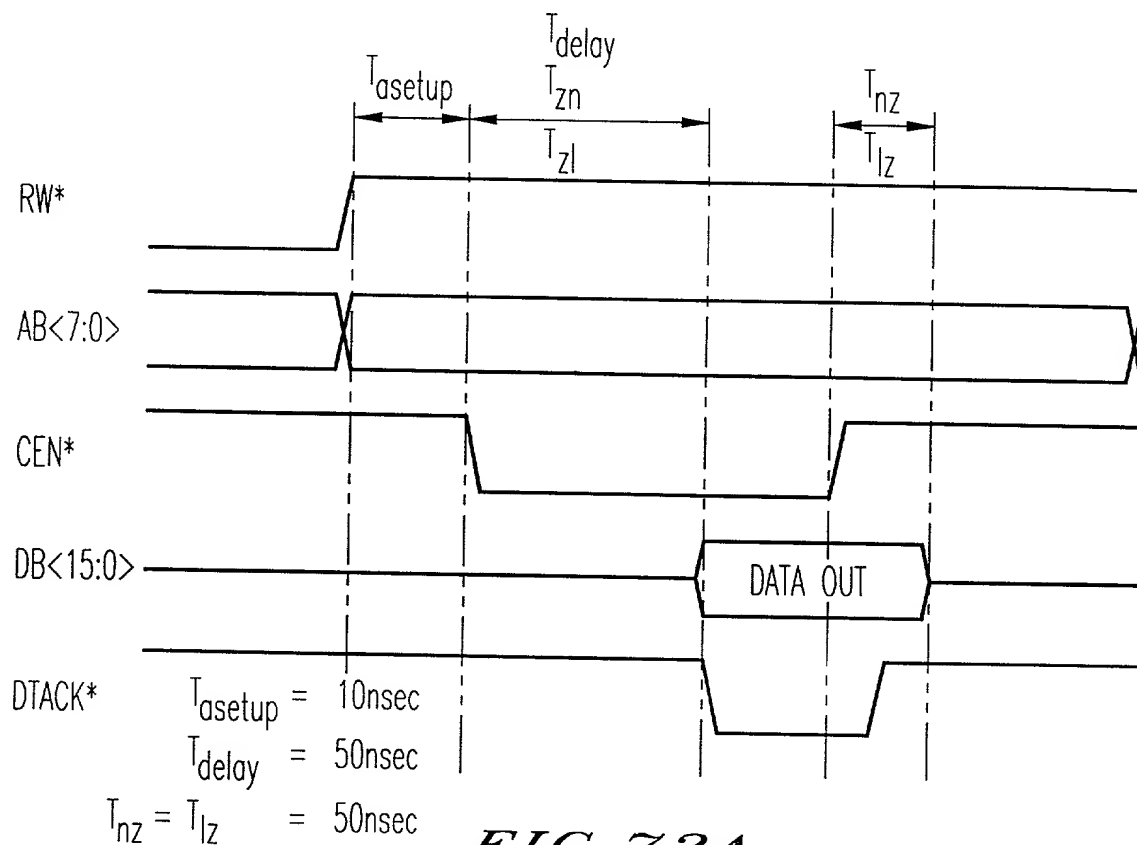 T_delay
T_asetup
T_zn
T_nz
T_zl
T_lz
RW*
AB<7:0>
CEN*
DB<15:0>
DATA OUT
DTACK*
T_asetup = 10nsec
T_delay = 50nsec
T_nz = T_lz = 50nsec